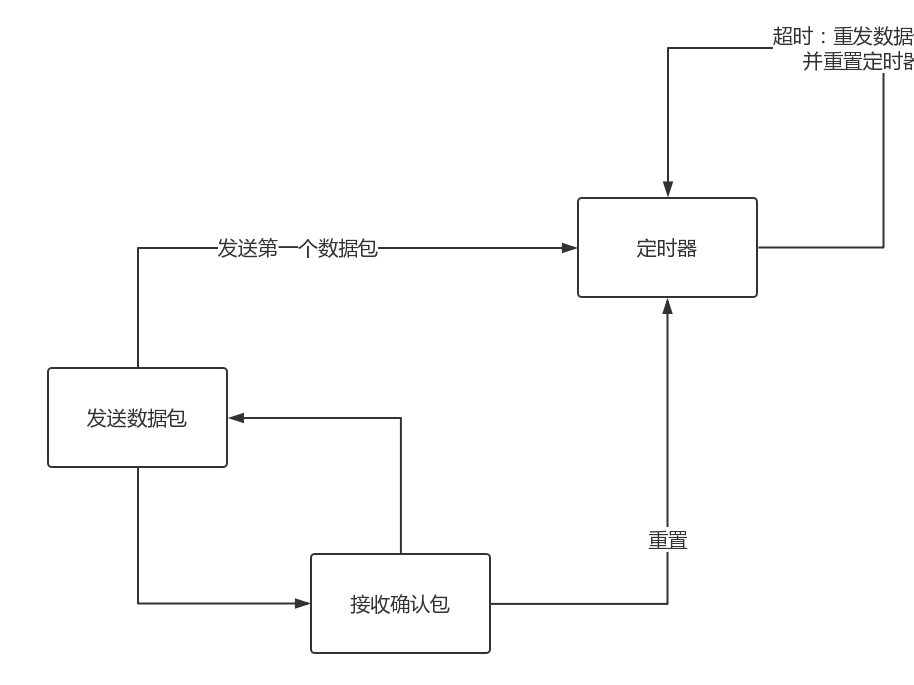 超时：重发数据
并重置定时器
发送第一个数据包
定时器
发送数据包
重置
接收确认包